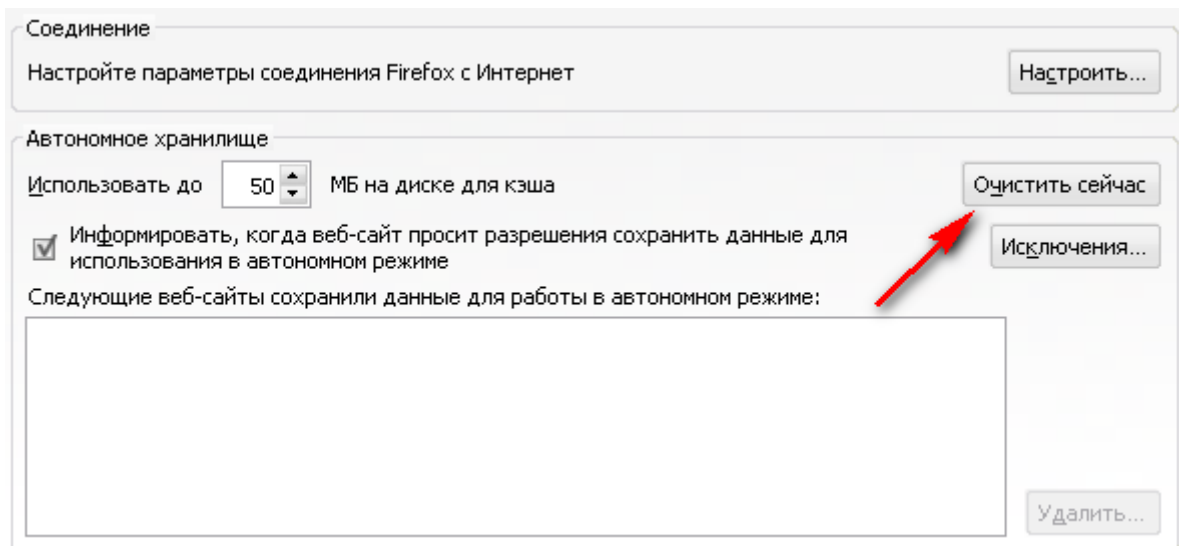 Соединение
Настройте параметры соединения Firefox с Интернет
Настроить...
Автономное хранилище
Использовать до 50 МБ на диске для кэша
Очистить сейчас
Информировать, когда веб-сайт просит разрешения сохранить данные для
использования в автономном режиме
Исключения...
Следующие веб-сайты сохранили данные для работы в автономном режиме:
Удалить...